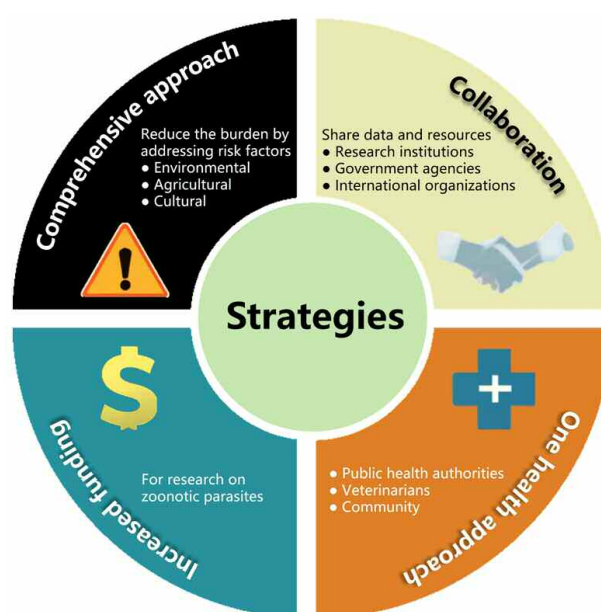 Comprehensive approach
Reduce the burden by
addressing risk factors
● Environmental
● Agricultural
● Cultural
Collaboration
Share data and resources
● Research institutions
● Government agencies
● International organizations
Strategies
Increased funding
For research on
zoonotic parasites
One health approach
● Public health authorities
● Veterinarians
● Community